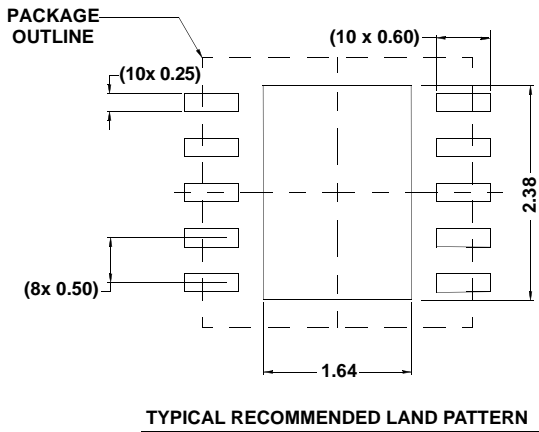 PACKAGE
OUTLINE
(10x 0.25)
(10 x 0.60)
2.38
(8x 0.50)
1.64
TYPICAL RECOMMENDED LAND PATTERN